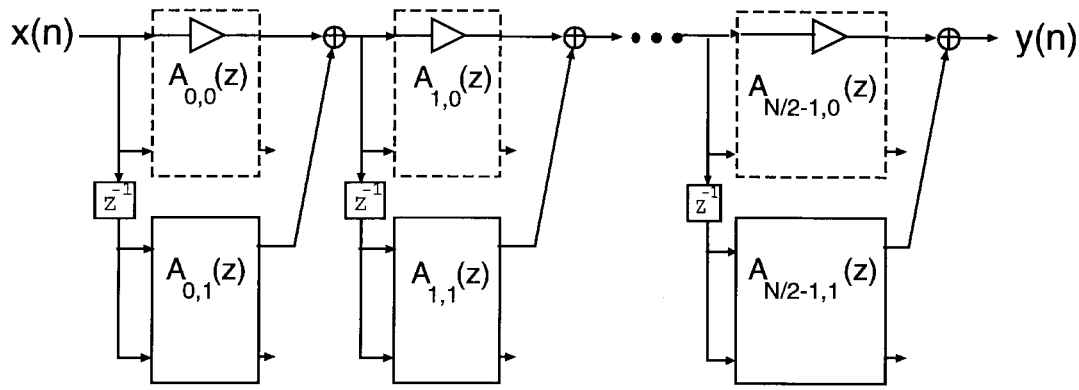 x(n)
A0,0(z)
A1,0(z)
AN/2-1,0(z)
y(n)
z-1
z-1
z-1
A0,1(z)
A1,1(z)
AN/2-1,1(z)